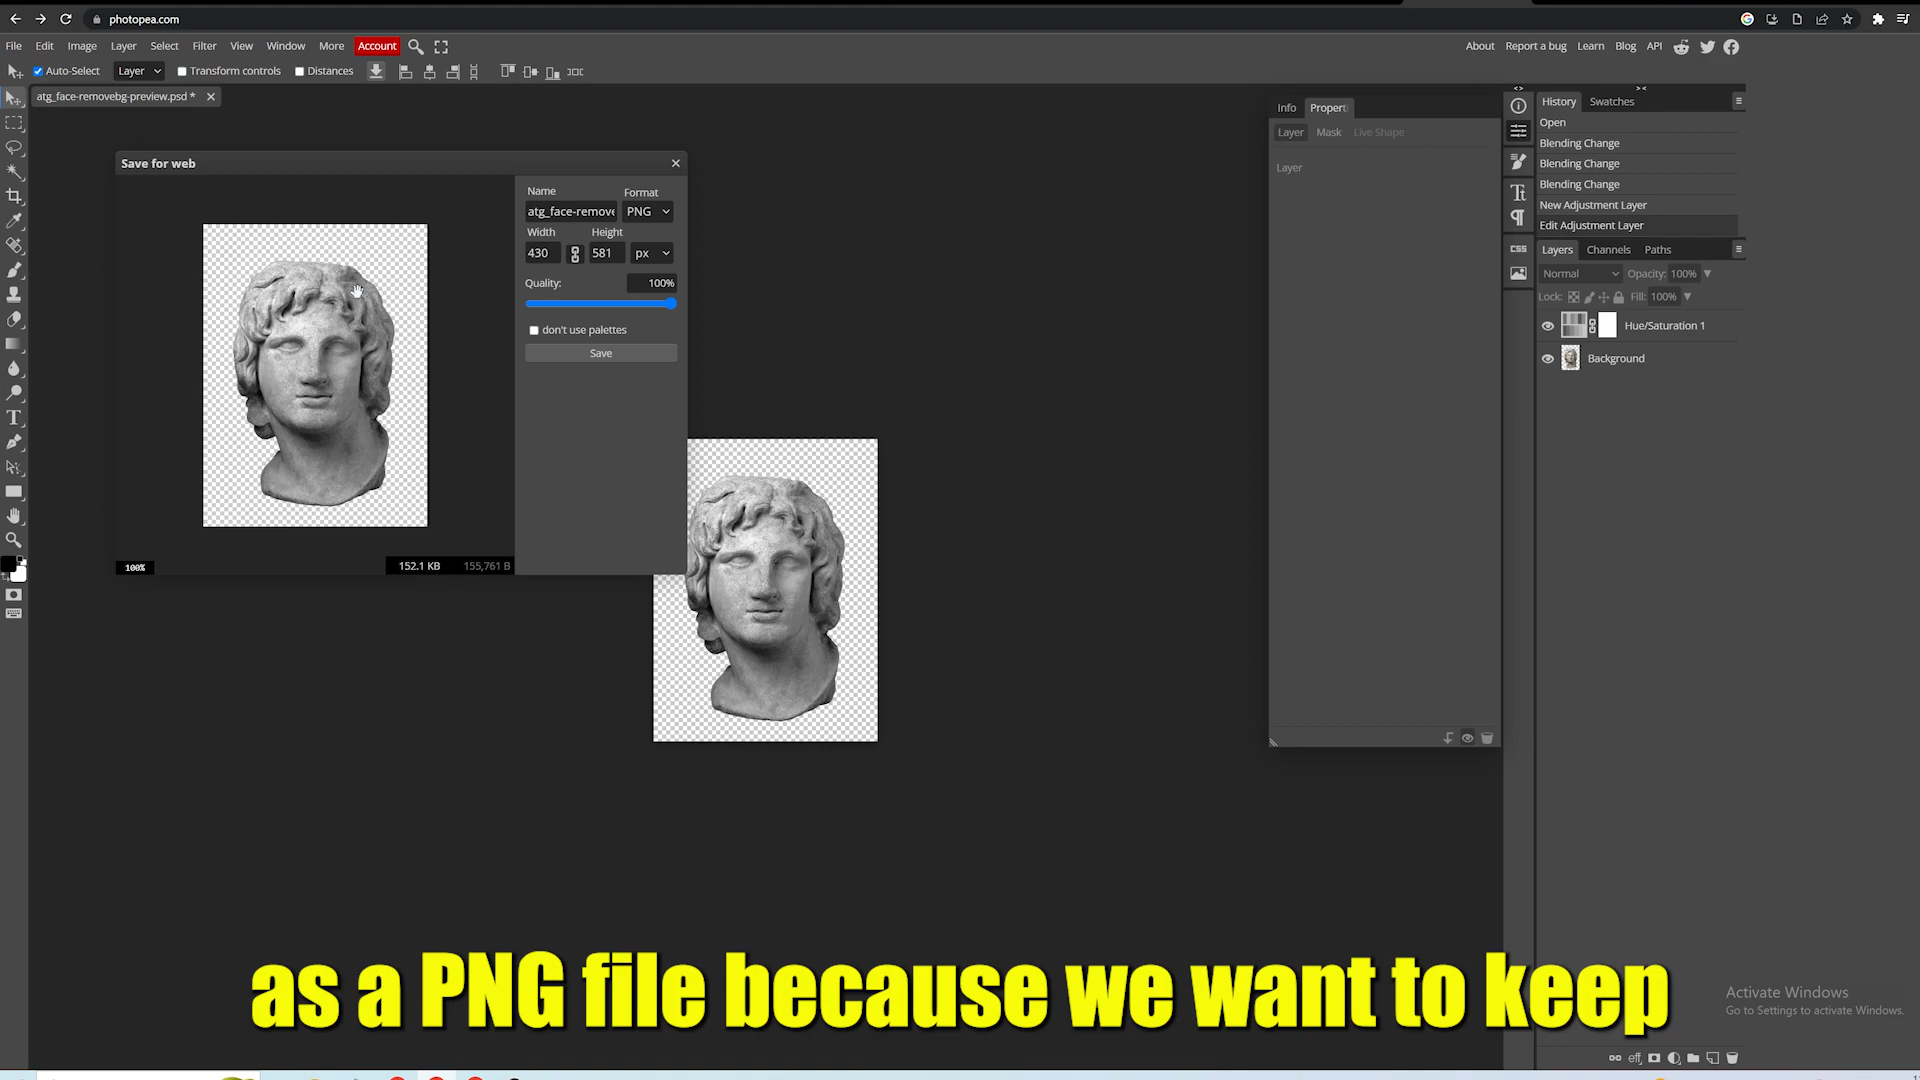 photopea.com
File Edit Image Layer Select Filter View Window More Account
About Report a bug Learn Blog API
Auto-Select Layer Transform controls Distances
atg_face-removebg-preview.psd *
Info Propert
Layer Mask Live Shape
Layer
History Swatches
Open
Blending Change
Blending Change
Blending Change
New Adjustment Layer
Edit Adjustment Layer
Layers Channels Paths
Normal Opacity: 100%
Lock: Fill: 100%
Hue/Saturation 1
Background
CSS
Save for web
Name Format
atg_face-remove PNG
Width Height
430 581 px
Quality: 100%
don't use palettes
Save
100% 152.1 KB 155,761 B
as a PNG file because we want to keep
Activate Windows
Go to Settings to activate Windows.
eff